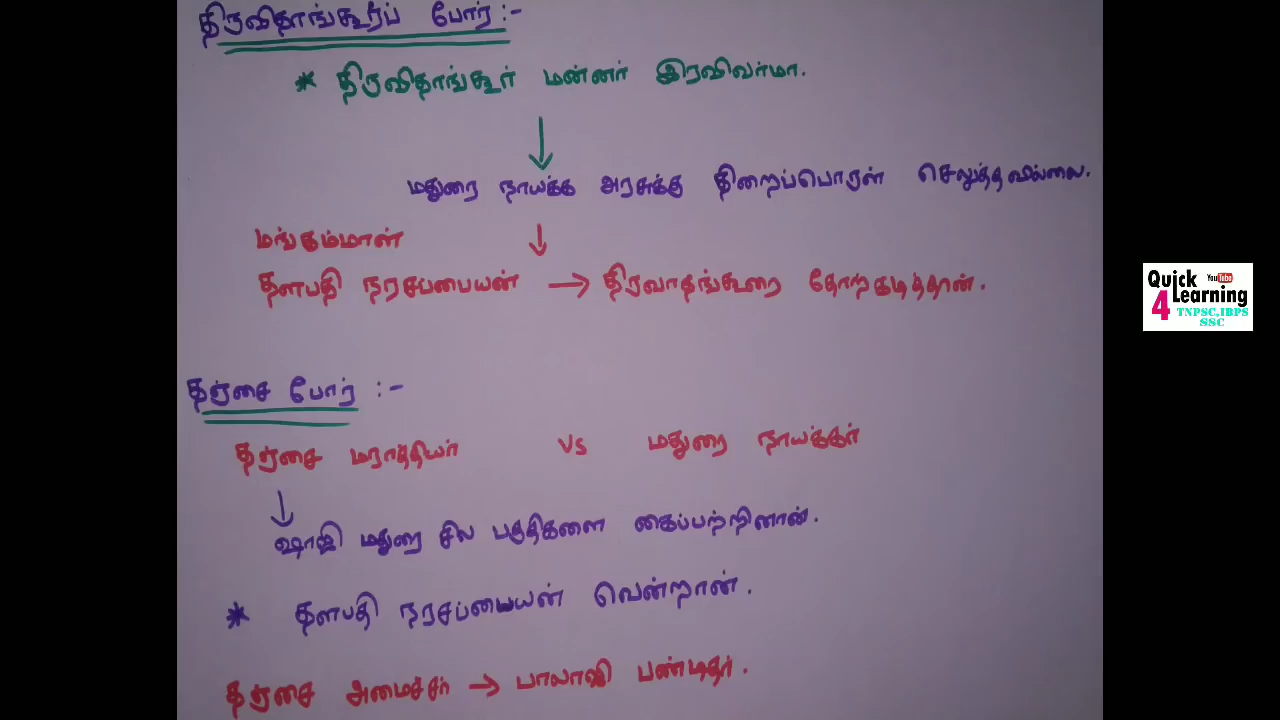 திருவிதாங்கூர்ப் போர் :-
* திருவிதாங்கூர் மன்னர் இரவிவர்மா.
↓
மதுரை நாயக்க அரசுக்கு திறைப்பொருள் செலுத்தவில்லை.
மங்கம்மாள் ↓
தளபதி நரசப்பையன் → திருவாதங்கூரை தோற்கடித்தான்.
Quick YouTube
4 Learning
TNPSC,IBPS
SSC
தஞ்சை போர் :-
தஞ்சை மராத்தியர் VS மதுரை நாயக்கர்
↓
ஷாஜி மதுரை சில பகுதிகளை கைப்பற்றினான்.
* தளபதி நரசப்பையன் வென்றான்.
தஞ்சை அமைச்சர் → பாலாஜி பண்டிதர்.